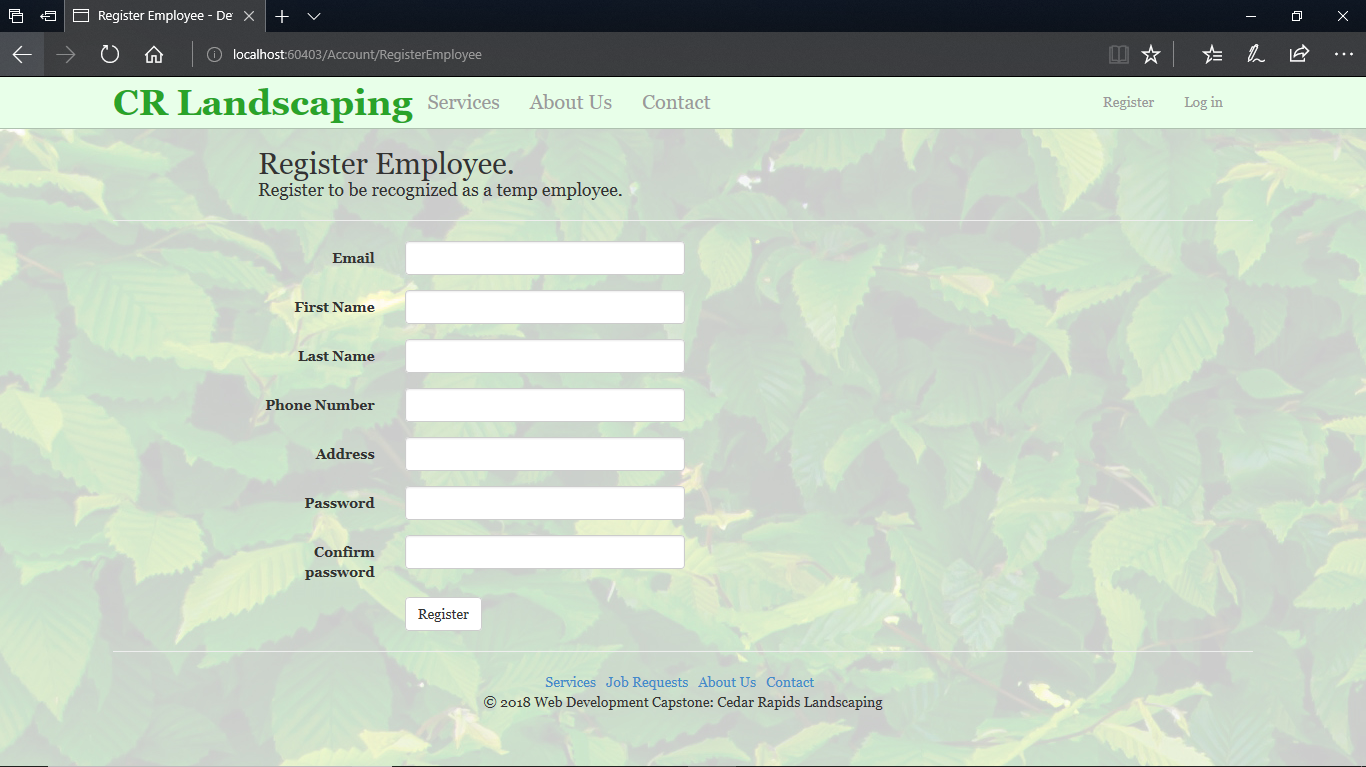 Register Employee - De
localhost:60403/Account/RegisterEmployee
CR Landscaping Services About Us Contact Register Log in
Register Employee.
Register to be recognized as a temp employee.
Email
First Name
Last Name
Phone Number
Address
Password
Confirm
password
Register
Services Job Requests About Us Contact
© 2018 Web Development Capstone: Cedar Rapids Landscaping